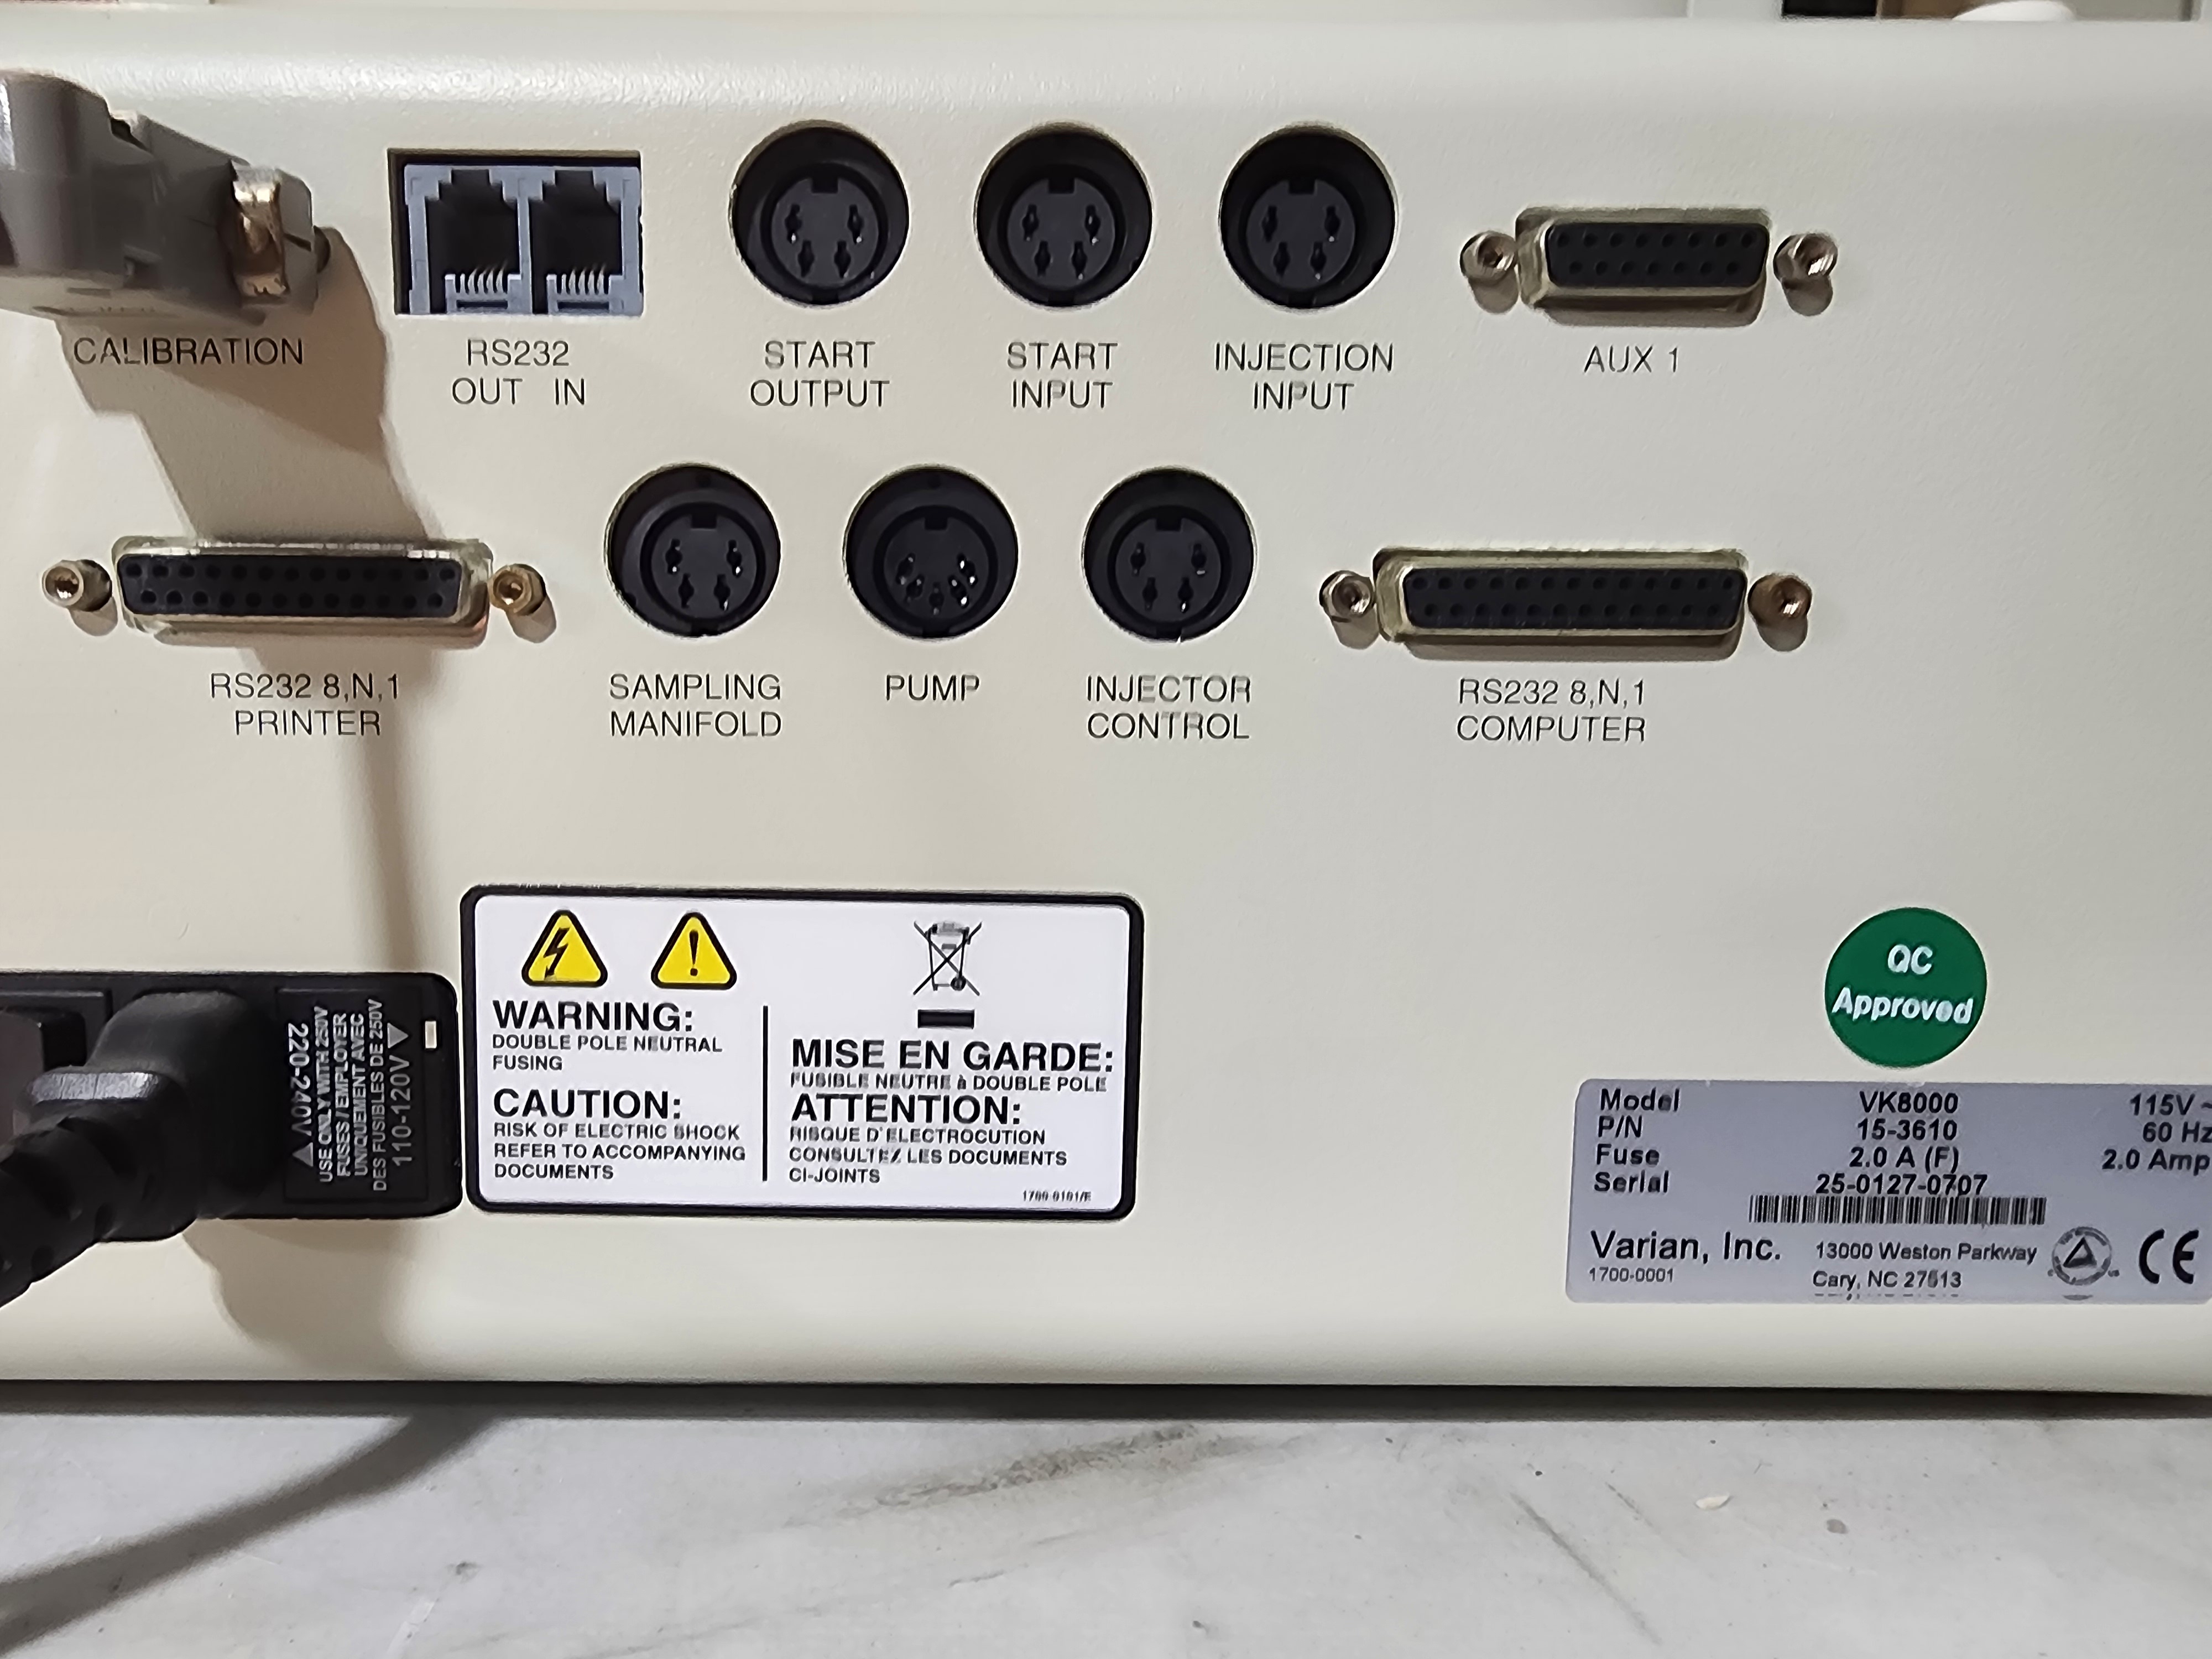 CALIBRATION
RS232
OUT IN
START
OUTPUT
START
INPUT
INJECTION
INPUT
AUX 1
RS232 8,N,1
PRINTER
SAMPLING
MANIFOLD
PUMP
INJECTOR
CONTROL
RS232 8,N,1
COMPUTER
220-240V
USE ONLY WITH 250V
FUSES / EMPLOYER
UNIQUEMENT AVEC
DES FUSIBLES DE 250V
110-120V
WARNING:
DOUBLE POLE NEUTRAL
FUSING
CAUTION:
RISK OF ELECTRIC SHOCK
REFER TO ACCOMPANYING
DOCUMENTS
MISE EN GARDE:
FUSIBLE NEUTRE à DOUBLE POLE
ATTENTION:
RISQUE D'ELECTROCUTION
CONSULTEZ LES DOCUMENTS
CI-JOINTS
1700-0101/E
QC
Approved
Model VK8000 115V ~
P/N 15-3610 60 Hz
Fuse 2.0 A (F) 2.0 Amp
Serial 25-0127-0707
Varian, Inc. 13000 Weston Parkway
1700-0001 Cary, NC 27513
CE